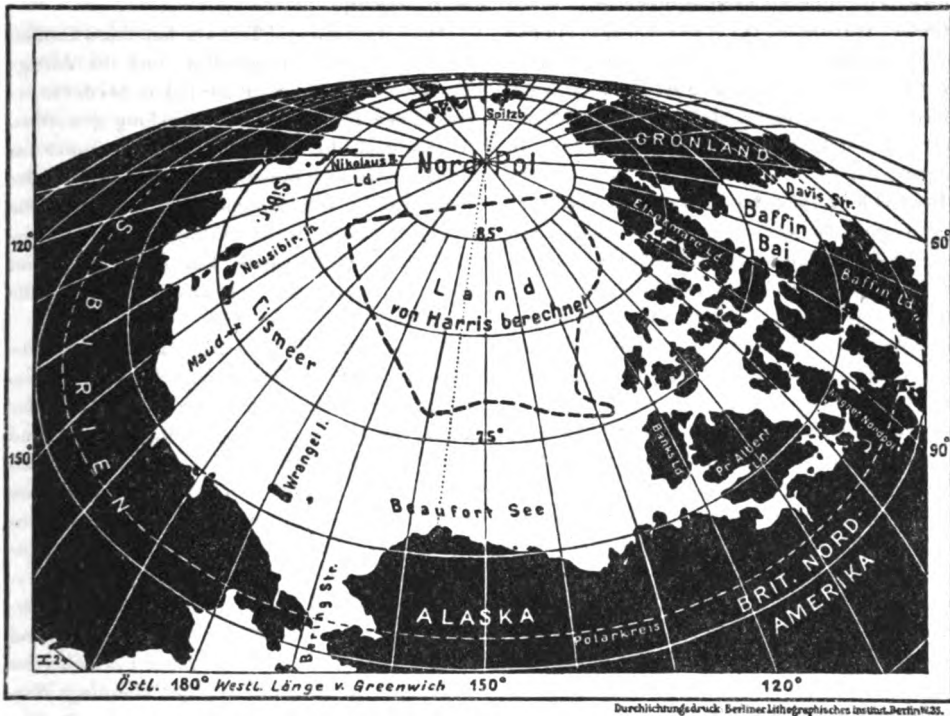 Spitzb.
GRÖNLAND
Nikolaus II.
Ld.
Nord Pol
Davis Str.
Baffin
Bai
Sibir.
Ellesmere Ld.
120°
60°
85°
Neusibir. In.
Baffin Ld.
Land
von Harris berechnet
SIBIRIEN
Eismeer
Maud
75°
Magnet Nordpol
150°
90°
Wrangel I.
Banks Ld
Pr. Albert
Ld.
Beaufort See
Bering Str.
ALASKA
BRIT. NORD
AMERIKA
Polarkreis
H24
Östl. 180° Westl. Länge v. Greenwich 150° 120°
Durchlichtungsdruck Berliner Lithographisches Institut, Berlin W. 35.